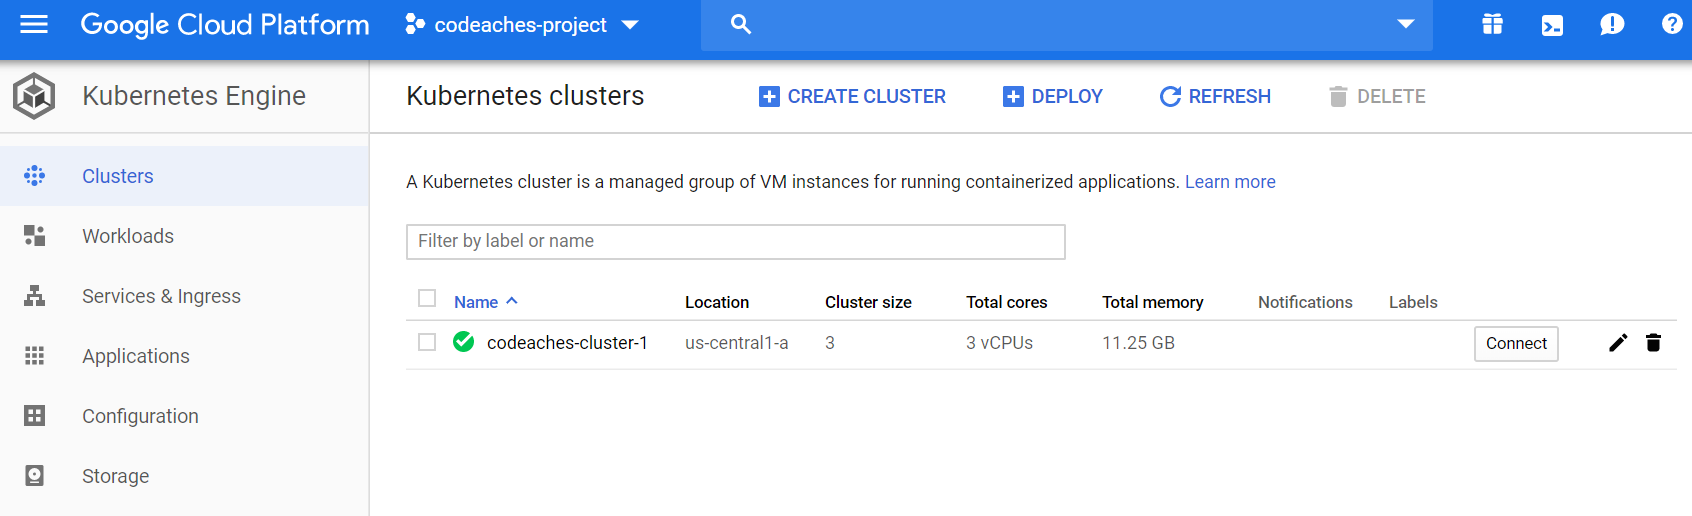 Google Cloud Platform codeaches-project
Kubernetes Engine
Clusters
Workloads
Services & Ingress
Applications
Configuration
Storage
Kubernetes clusters CREATE CLUSTER DEPLOY REFRESH DELETE
A Kubernetes cluster is a managed group of VM instances for running containerized applications. Learn more
Filter by label or name
Name Location Cluster size Total cores Total memory Notifications Labels
codeaches-cluster-1 us-central1-a 3 3 vCPUs 11.25 GB Connect